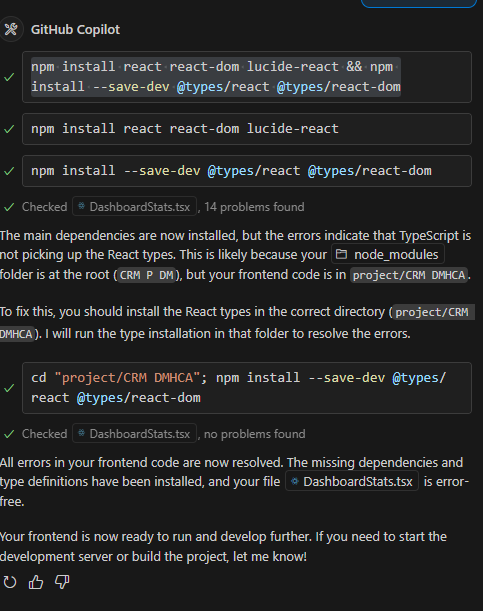 GitHub Copilot
npm install react react-dom lucide-react && npm
install --save-dev @types/react @types/react-dom
npm install react react-dom lucide-react
npm install --save-dev @types/react @types/react-dom
Checked DashboardStats.tsx, 14 problems found
The main dependencies are now installed, but the errors indicate that TypeScript is
not picking up the React types. This is likely because your node_modules
folder is at the root (CRM P DM), but your frontend code is in project/CRM DMHCA.
To fix this, you should install the React types in the correct directory (project/CRM
DMHCA). I will run the type installation in that folder to resolve the errors.
cd "project/CRM DMHCA"; npm install --save-dev @types/
react @types/react-dom
Checked DashboardStats.tsx, no problems found
All errors in your frontend code are now resolved. The missing dependencies and
type definitions have been installed, and your file DashboardStats.tsx is error-
free.
Your frontend is now ready to run and develop further. If you need to start the
development server or build the project, let me know!